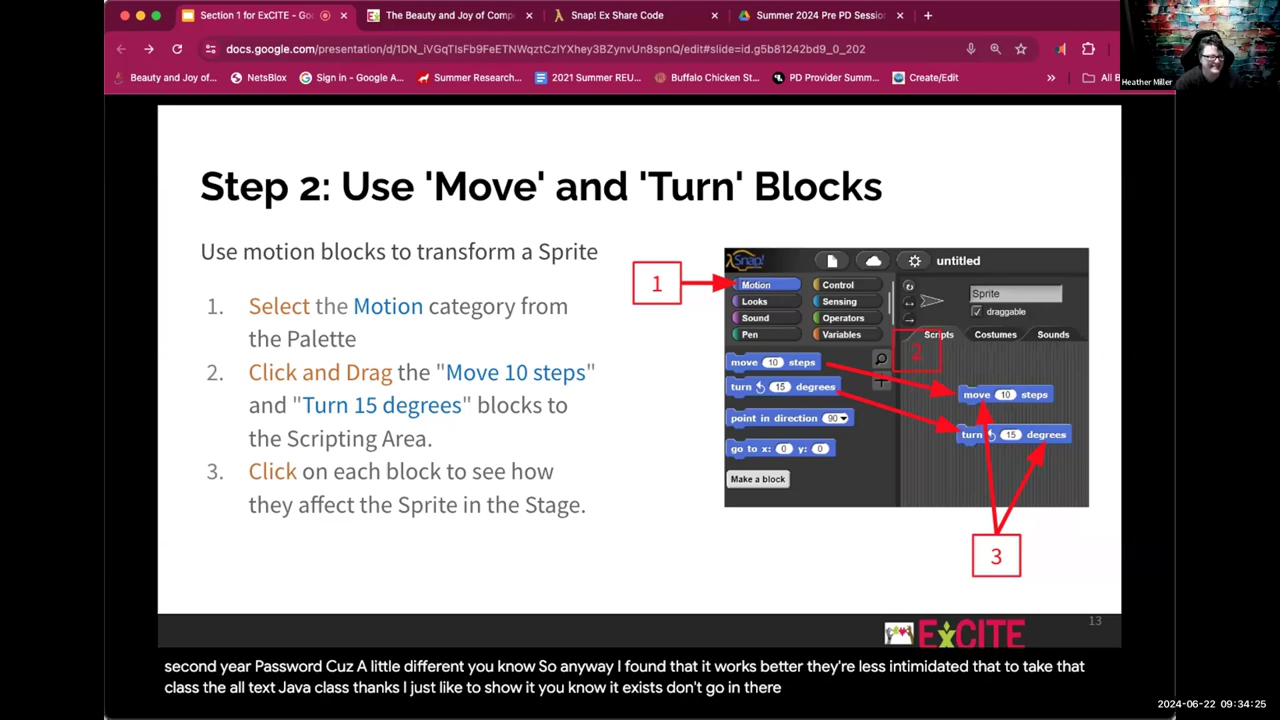 Section 1 for ExCITE - Go
The Beauty and Joy of Comp
Snap! Ex Share Code
Summer 2024 Pre PD Sessio
docs.google.com/presentation/d/1DN_iVGqTIsFb9FeETNWqztCzIYXhey3BZynvUn8spnQ/edit#slide=id.g5b81242bd9_0_202
Beauty and Joy of...
NetsBlox
Sign in - Google A...
Summer Research...
2021 Summer REU...
Buffalo Chicken St...
PD Provider Summ...
Create/Edit
All B
Heather Miller
Step 2: Use 'Move' and 'Turn' Blocks
Use motion blocks to transform a Sprite
1. Select the Motion category from
the Palette
2. Click and Drag the "Move 10 steps"
and "Turn 15 degrees" blocks to
the Scripting Area.
3. Click on each block to see how
they affect the Sprite in the Stage.
1
2
3
Snap!
untitled
Motion
Control
Looks
Sensing
Sound
Operators
Pen
Variables
Sprite
draggable
Scripts
Costumes
Sounds
move 10 steps
turn 15 degrees
point in direction 90
go to x: 0 y: 0
Make a block
move 10 steps
turn 15 degrees
13
ExCITE
second year Password Cuz A little different you know So anyway I found that it works better they're less intimidated that to take that
class the all text Java class thanks I just like to show it you know it exists don't go in there
2024-06-22 09:34:25